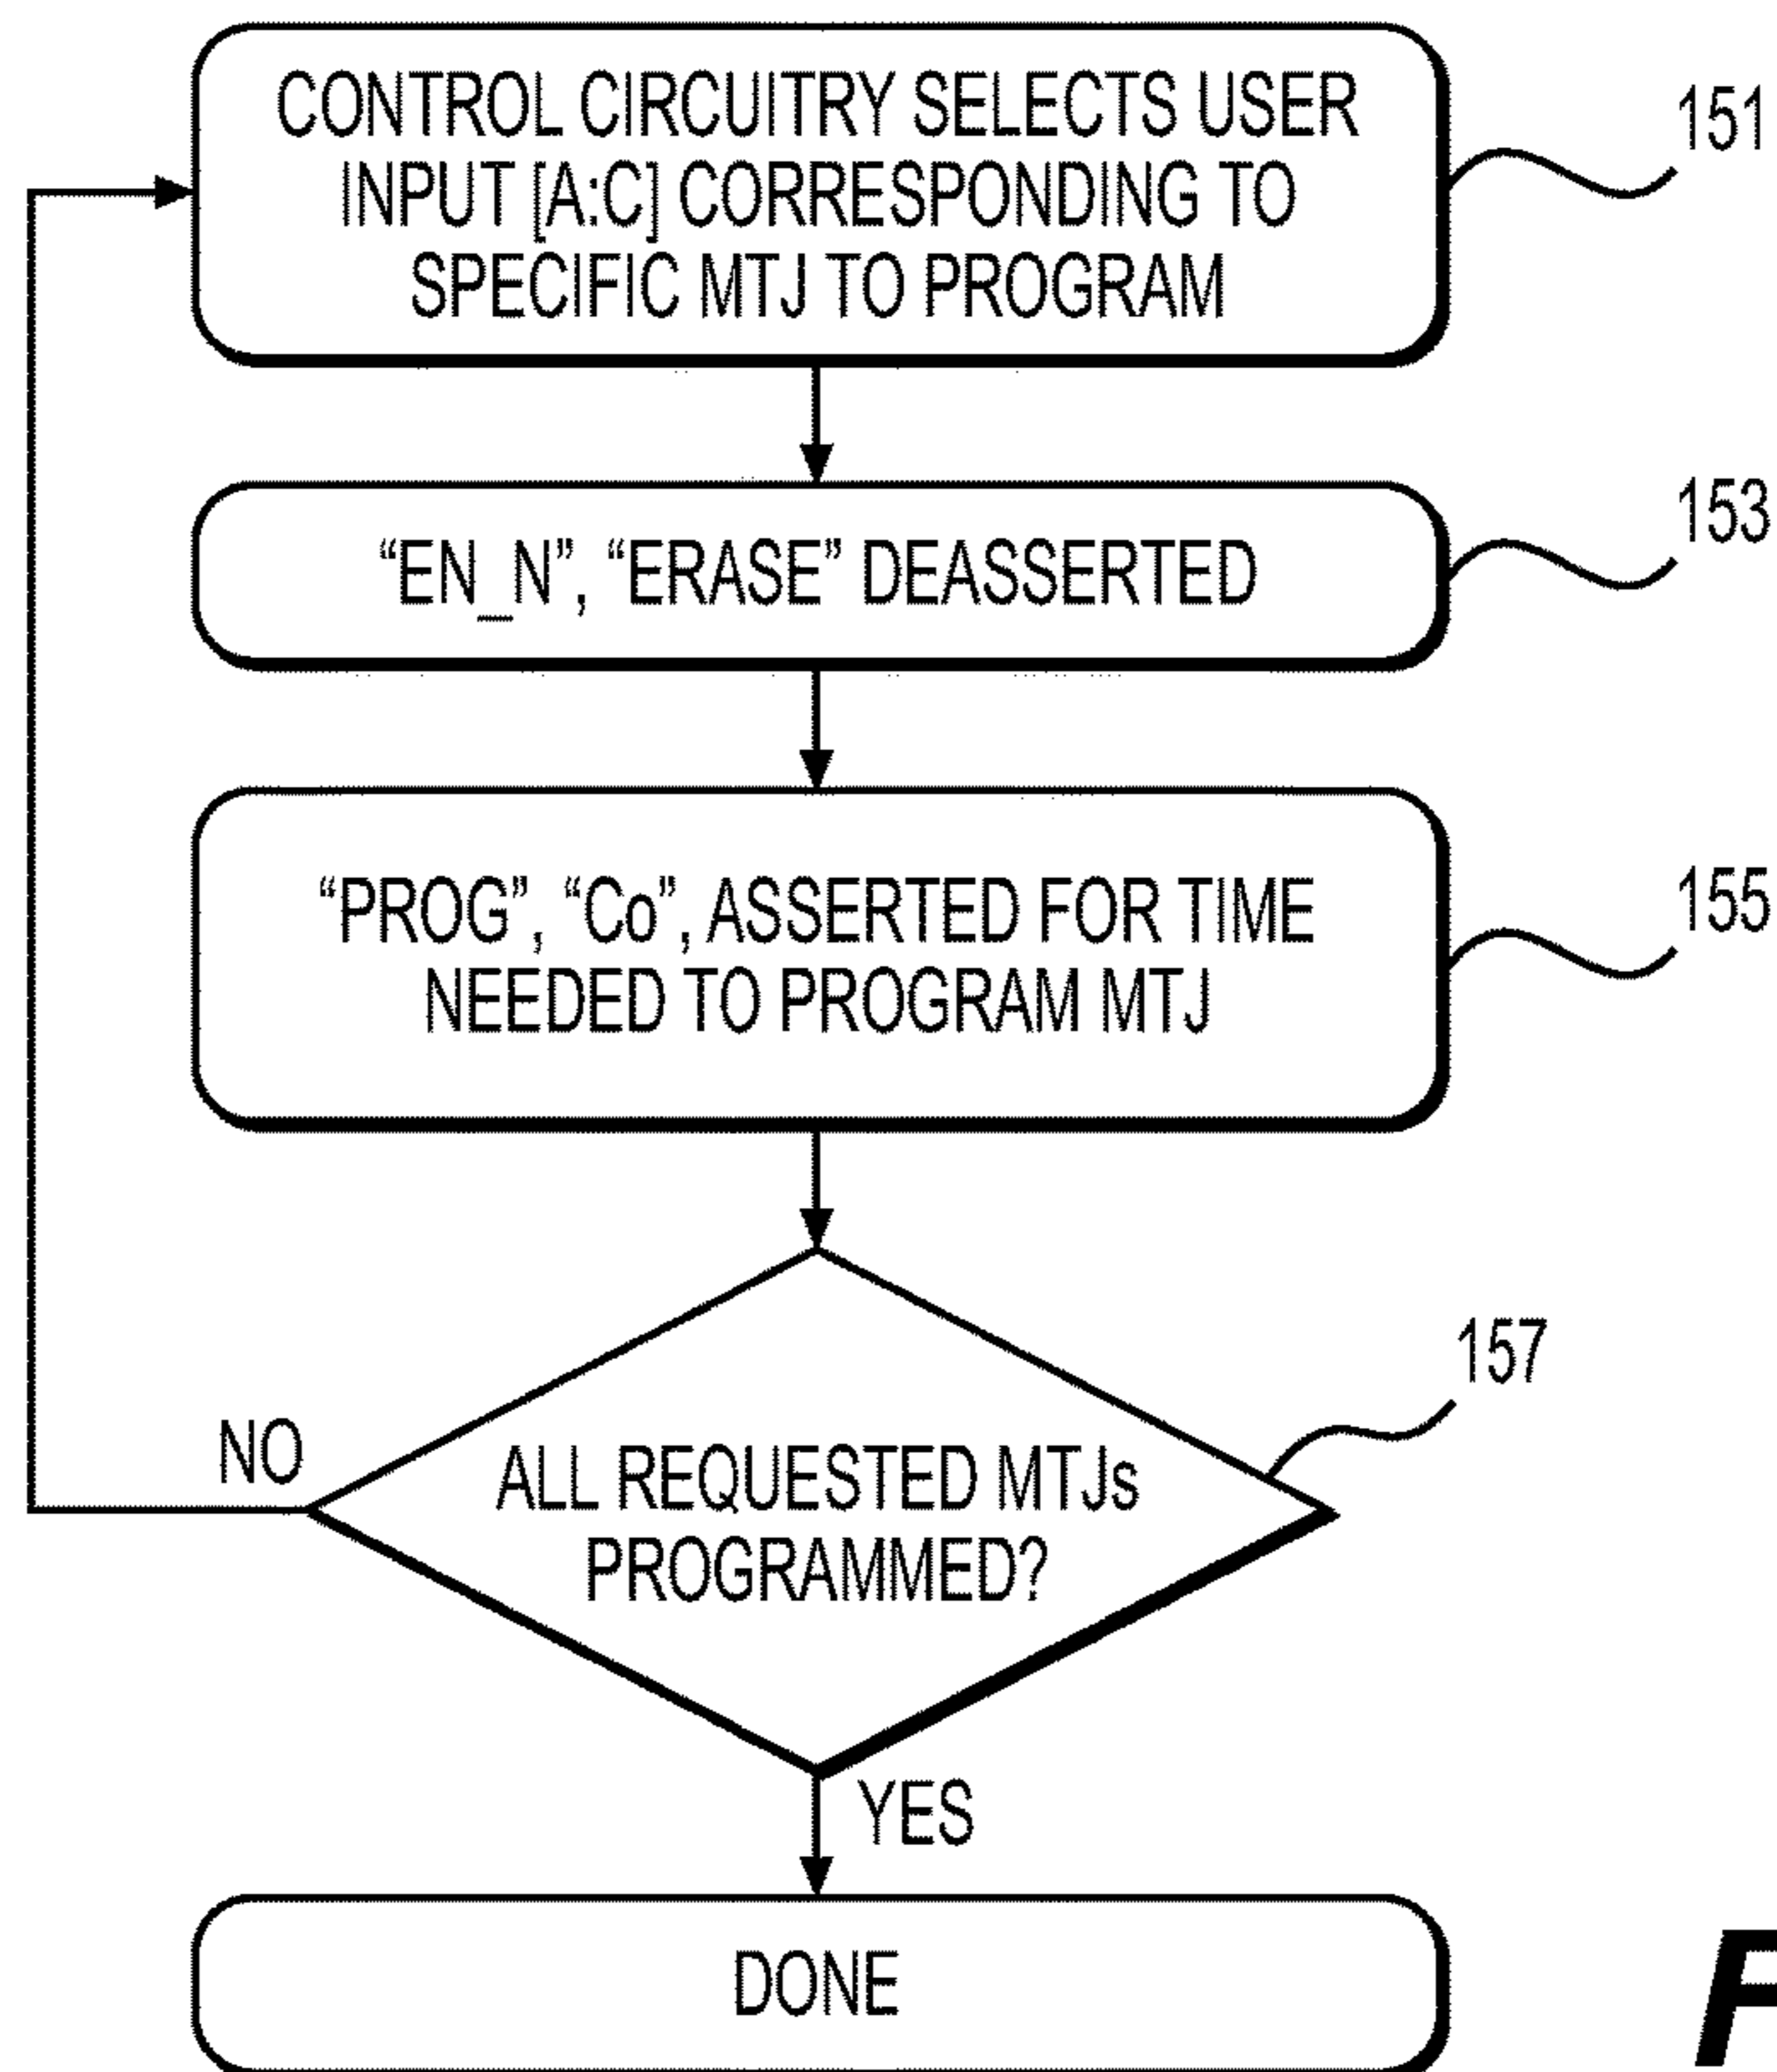 CONTROL CIRCUITRY SELECTS USER
INPUT [A:C] CORRESPONDING TO
SPECIFIC MTJ TO PROGRAM
151
“EN_N”, “ERASE” DEASSERTED
153
“PROG”, “Co”, ASSERTED FOR TIME
NEEDED TO PROGRAM MTJ
155
ALL REQUESTED MTJs
PROGRAMMED?
157
NO
YES
DONE
F